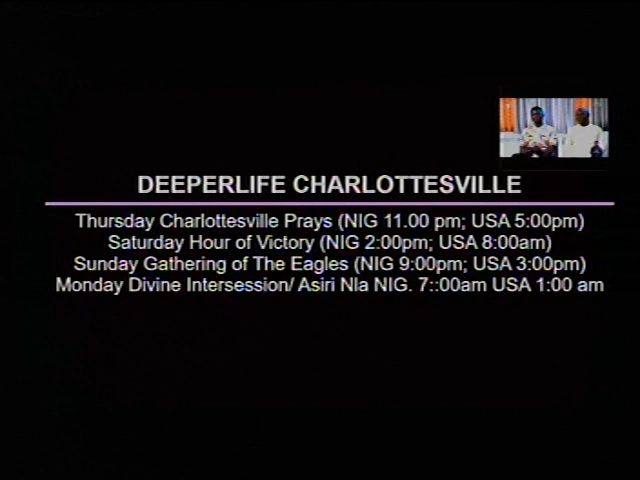 DEEPERLIFE CHARLOTTESVILLE
Thursday Charlottesville Prays (NIG 11.00 pm; USA 5:00pm)
Saturday Hour of Victory (NIG 2:00pm; USA 8:00am)
Sunday Gathering of The Eagles (NIG 9:00pm; USA 3:00pm)
Monday Divine Intersession/ Asiri Nla NIG. 7::00am USA 1:00 am